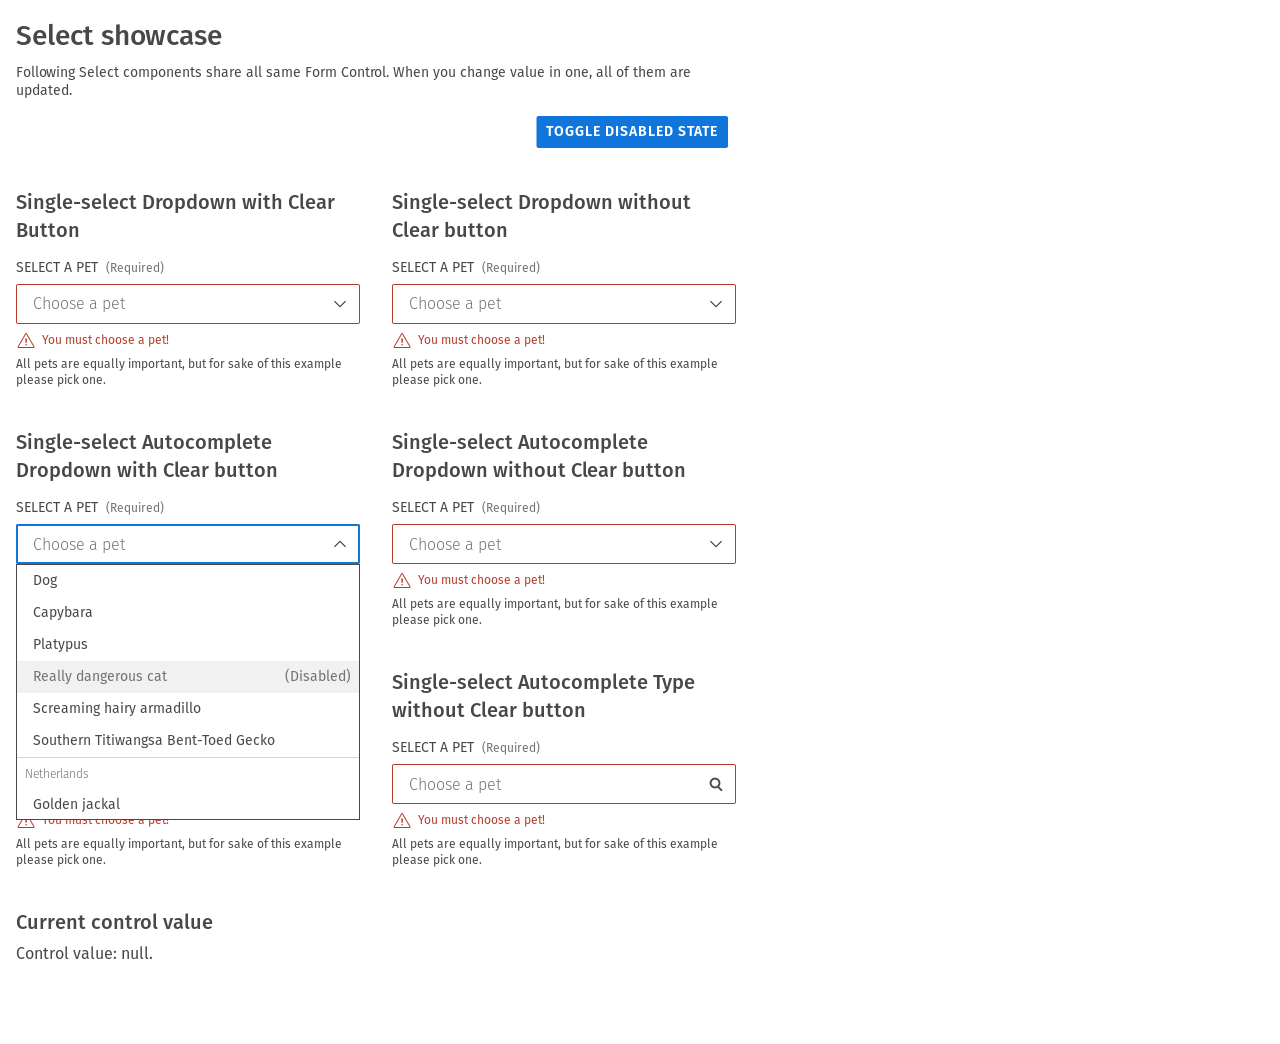 Select showcase
Following Select components share all same Form Control. When you change value in one, all of them are
updated.
TOGGLE DISABLED STATE
Single-select Dropdown with Clear
Button
SELECT A PET (Required)
Choose a pet
You must choose a pet!
All pets are equally important, but for sake of this example
please pick one.
Single-select Dropdown without
Clear button
SELECT A PET (Required)
Choose a pet
You must choose a pet!
All pets are equally important, but for sake of this example
please pick one.
Single-select Autocomplete
Dropdown with Clear button
SELECT A PET (Required)
Choose a pet
Dog
Capybara
Platypus
Really dangerous cat (Disabled)
Screaming hairy armadillo
Southern Titiwangsa Bent-Toed Gecko
Netherlands
Golden jackal
You must choose a pet!
All pets are equally important, but for sake of this example
please pick one.
Single-select Autocomplete
Dropdown without Clear button
SELECT A PET (Required)
Choose a pet
You must choose a pet!
All pets are equally important, but for sake of this example
please pick one.
Single-select Autocomplete Type
without Clear button
SELECT A PET (Required)
Choose a pet
You must choose a pet!
All pets are equally important, but for sake of this example
please pick one.
Current control value
Control value: null.